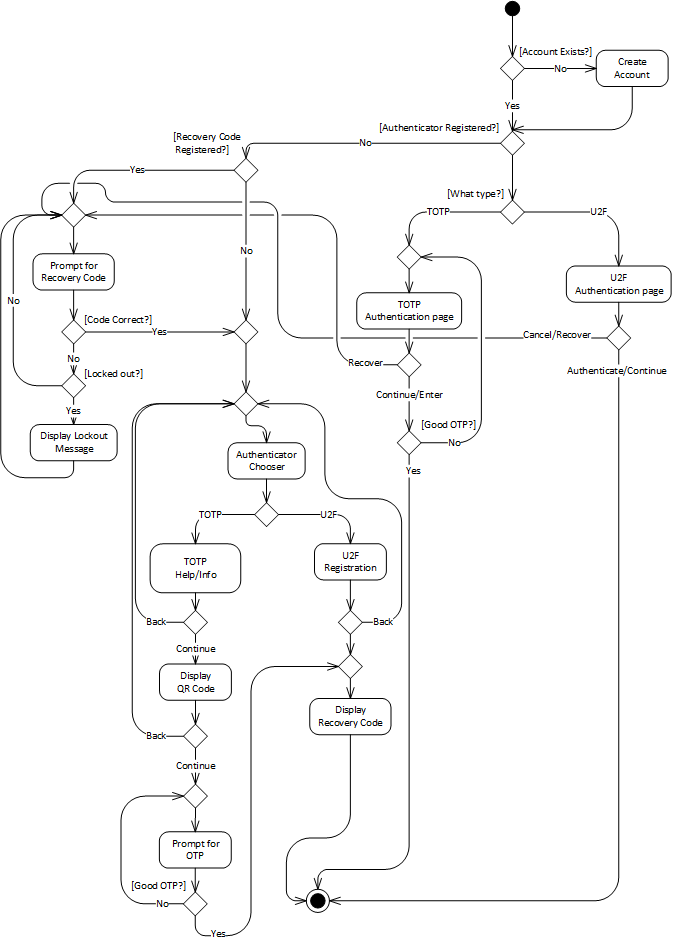 [Account Exists?]
No
Create
Account
Yes
[Authenticator Registered?]
[Recovery Code
Registered?]
No
Yes
[What type?]
TOTP
U2F
No
Prompt for
Recovery Code
U2F
Authentication page
No
TOTP
Authentication page
[Code Correct?]
Yes
Cancel/Recover
No
Recover
[Locked out?]
Authenticate/Continue
Continue/Enter
Yes
[Good OTP?]
Display Lockout
Message
No
Authenticator
Chooser
Yes
TOTP
U2F
TOTP
Help/Info
U2F
Registration
Back
Back
Continue
Display
QR Code
Display
Recovery Code
Back
Continue
Prompt for
OTP
[Good OTP?]
No
Yes